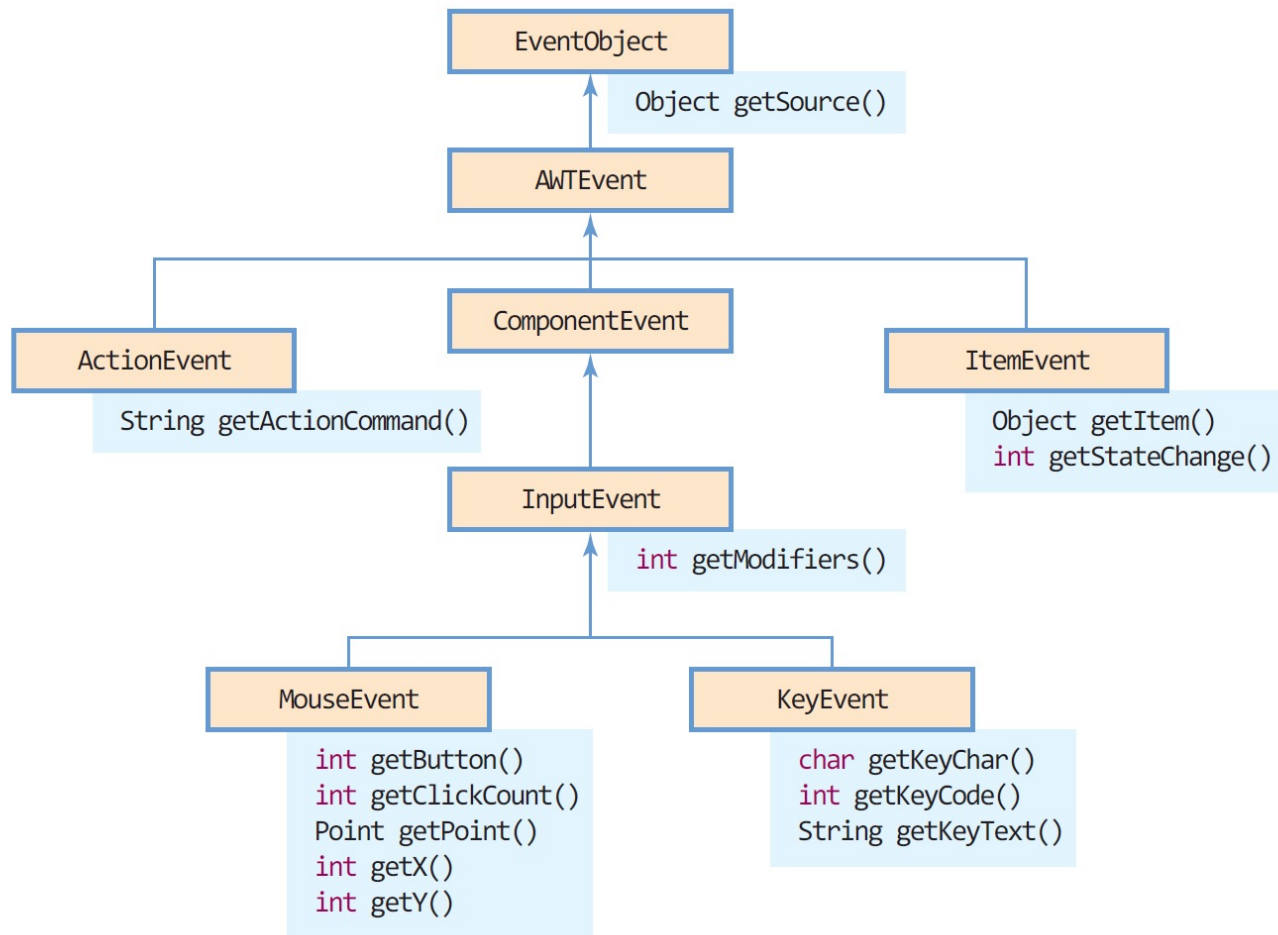 EventObject
Object getSource()
AWTEvent
ComponentEvent
ActionEvent
String getActionCommand()
ItemEvent
Object getItem()
int getStateChange()
InputEvent
int getModifiers()
MouseEvent
int getButton()
int getClickCount()
Point getPoint()
int getX()
int getY()
KeyEvent
char getKeyChar()
int getKeyCode()
String getKeyText()